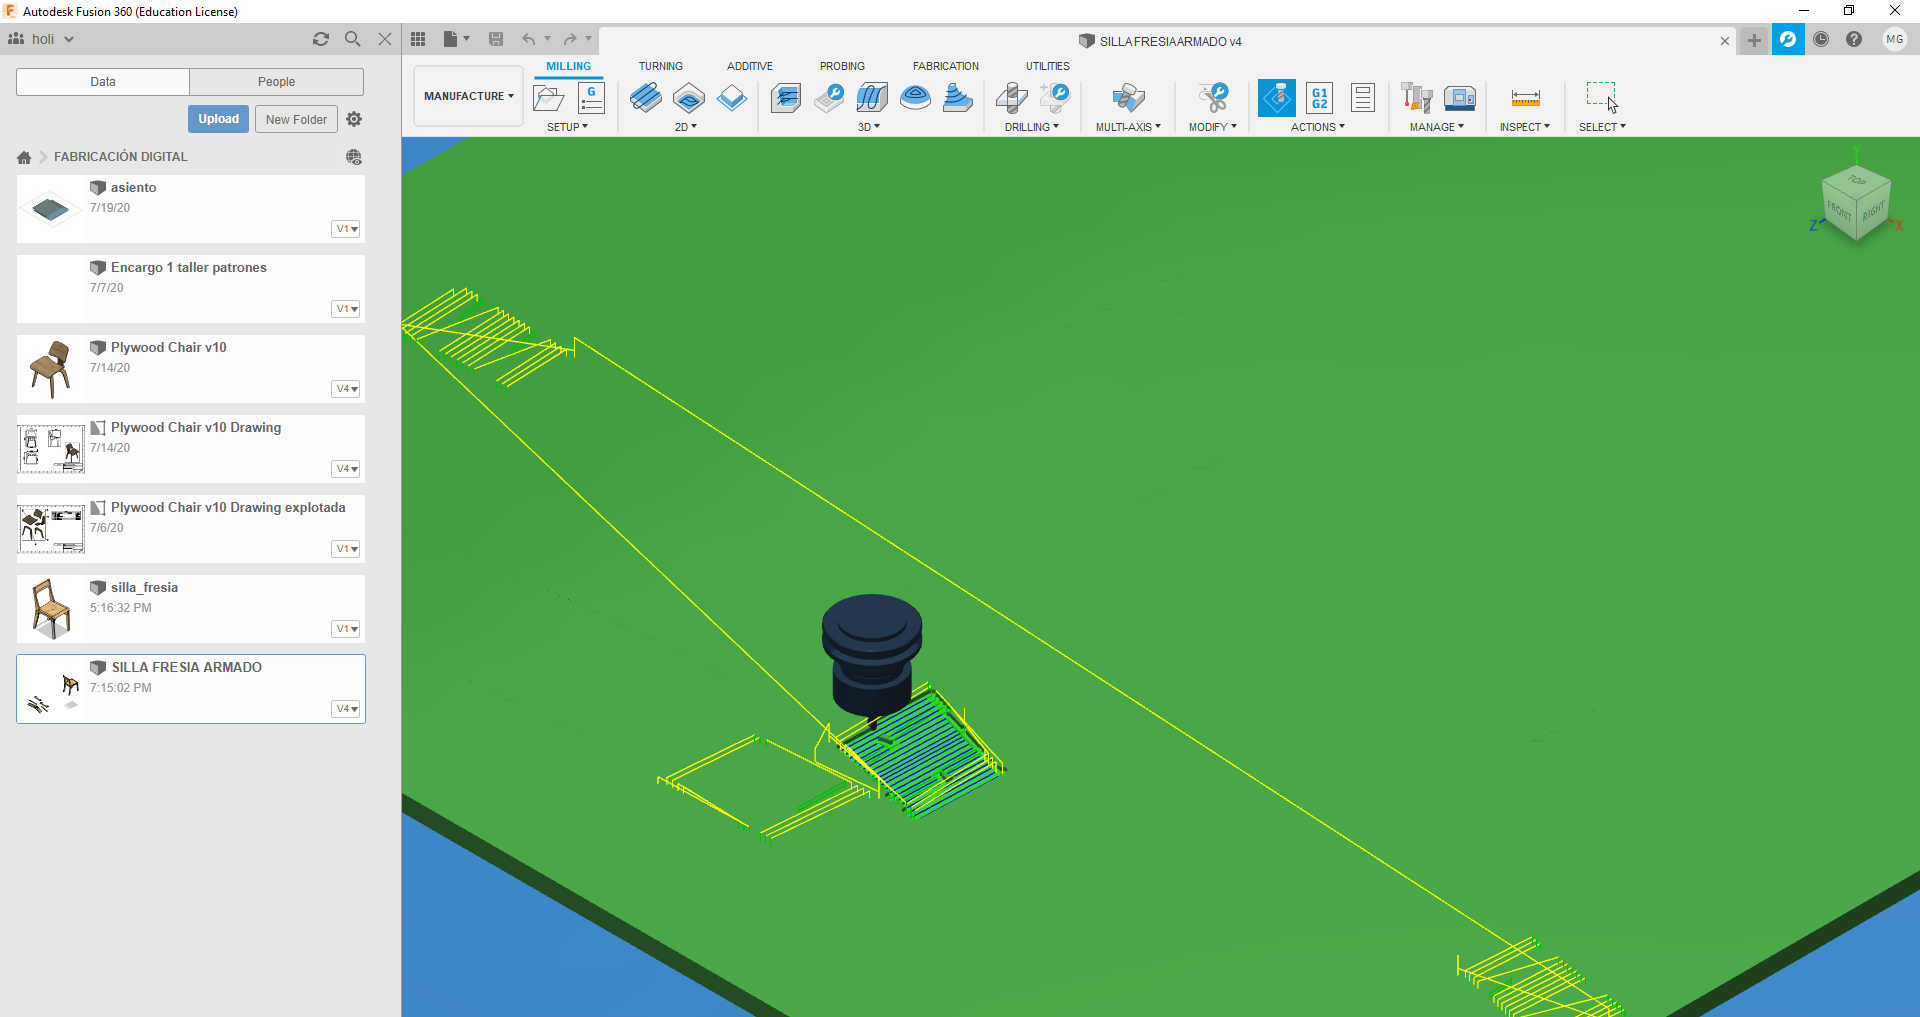 Autodesk Fusion 360 (Education License)
holi
SILLA FRESIA ARMADO v4
MG
Data
People
Upload
New Folder
FABRICACIÓN DIGITAL
asiento
7/19/20
V1
Encargo 1 taller patrones
7/7/20
V1
Plywood Chair v10
7/14/20
V4
Plywood Chair v10 Drawing
7/14/20
V4
Plywood Chair v10 Drawing explotada
7/6/20
V1
silla_fresia
5:16:32 PM
V1
SILLA FRESIA ARMADO
7:15:02 PM
V4
MILLING
TURNING
ADDITIVE
PROBING
FABRICATION
UTILITIES
MANUFACTURE
G
G1
G2
SETUP
2D
3D
DRILLING
MULTI-AXIS
MODIFY
ACTIONS
MANAGE
INSPECT
SELECT
Y
TOP
FRONT
RIGHT
Z
X